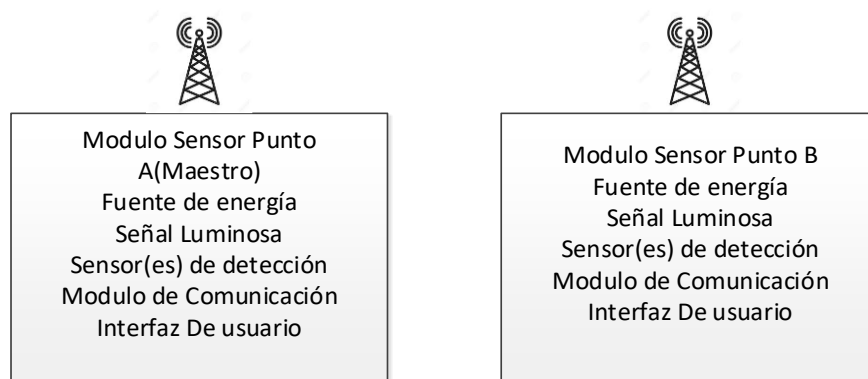 Modulo Sensor Punto
A(Maestro)
Fuente de energía
Señal Luminosa
Sensor(es) de detección
Modulo de Comunicación
Interfaz De usuario
Modulo Sensor Punto B
Fuente de energía
Señal Luminosa
Sensor(es) de detección
Modulo de Comunicación
Interfaz De usuario